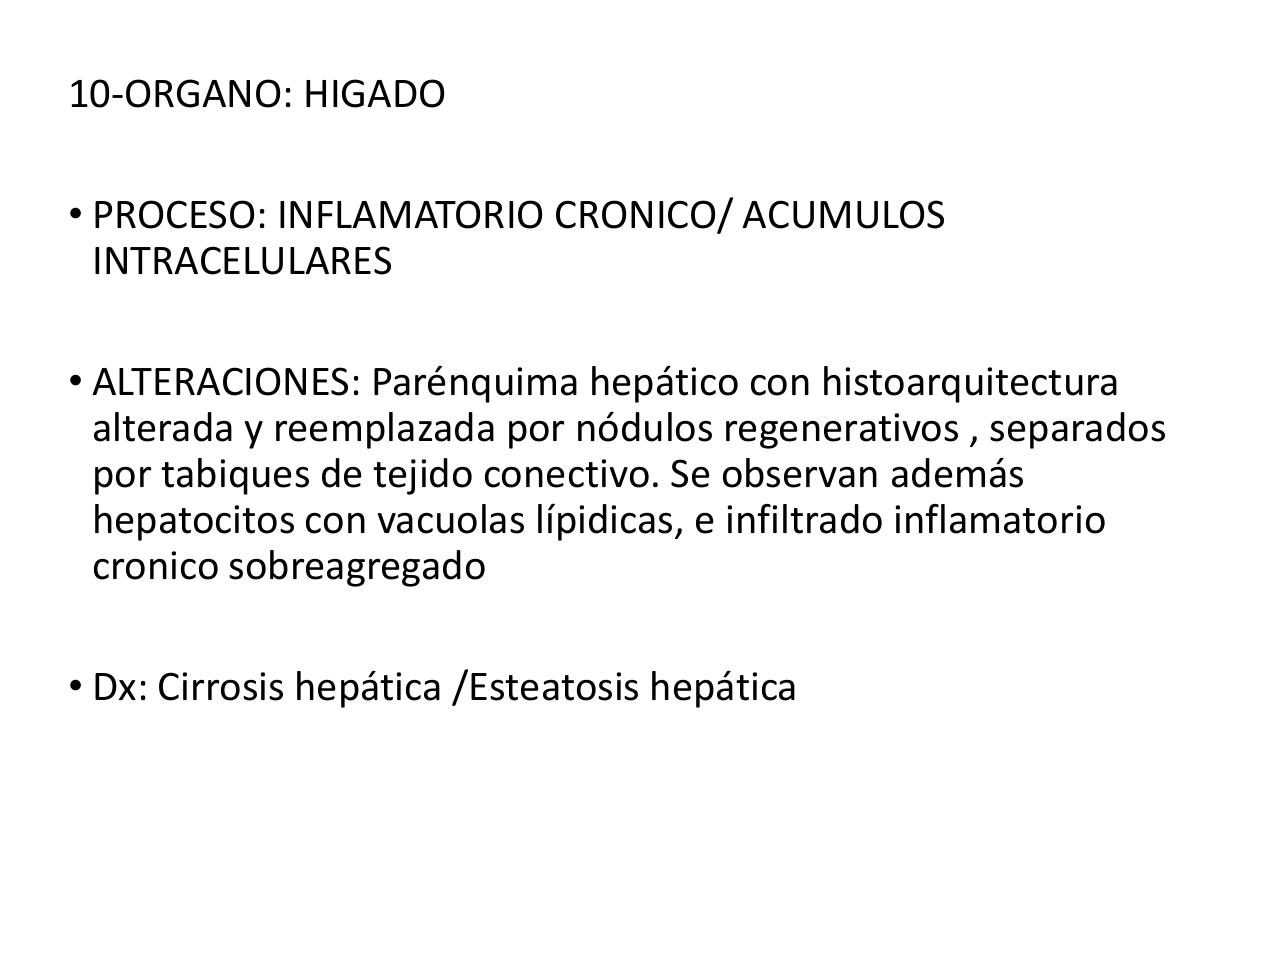 10-ORGANO: HIGADO
• PROCESO: INFLAMATORIO CRONICO/ ACUMULOS
INTRACELULARES
• ALTERACIONES: Parénquima hepático con histoarquitectura
alterada y reemplazada por nódulos regenerativos , separados
por tabiques de tejido conectivo. Se observan además
hepatocitos con vacuolas lípidicas, e infiltrado inflamatorio
cronico sobreagregado
• Dx: Cirrosis hepática /Esteatosis hepática